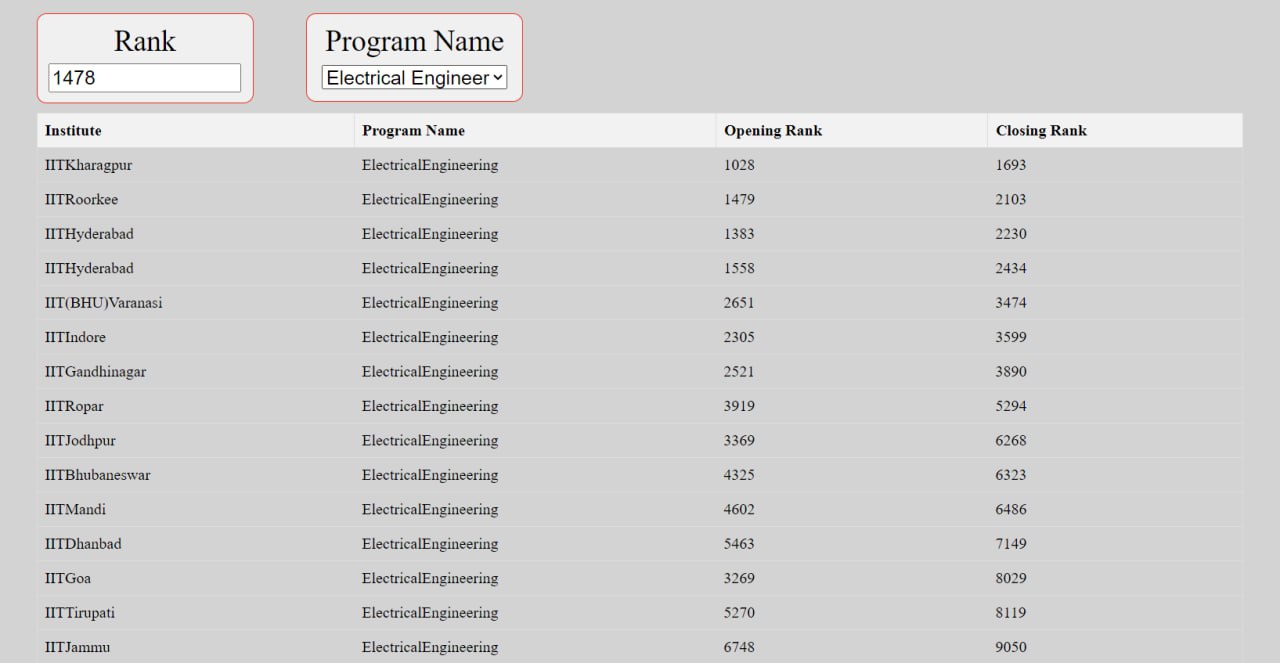 Rank
1478
Program Name
Electrical Engineer
Institute Program Name Opening Rank Closing Rank
IITKharagpur ElectricalEngineering 1028 1693
IITRoorkee ElectricalEngineering 1479 2103
IITHyderabad ElectricalEngineering 1383 2230
IITHyderabad ElectricalEngineering 1558 2434
IIT(BHU)Varanasi ElectricalEngineering 2651 3474
IITIndore ElectricalEngineering 2305 3599
IITGandhinagar ElectricalEngineering 2521 3890
IITRopar ElectricalEngineering 3919 5294
IITJodhpur ElectricalEngineering 3369 6268
IITBhubaneswar ElectricalEngineering 4325 6323
IITMandi ElectricalEngineering 4602 6486
IITDhanbad ElectricalEngineering 5463 7149
IITGoa ElectricalEngineering 3269 8029
IITTirupati ElectricalEngineering 5270 8119
IITJammu ElectricalEngineering 6748 9050